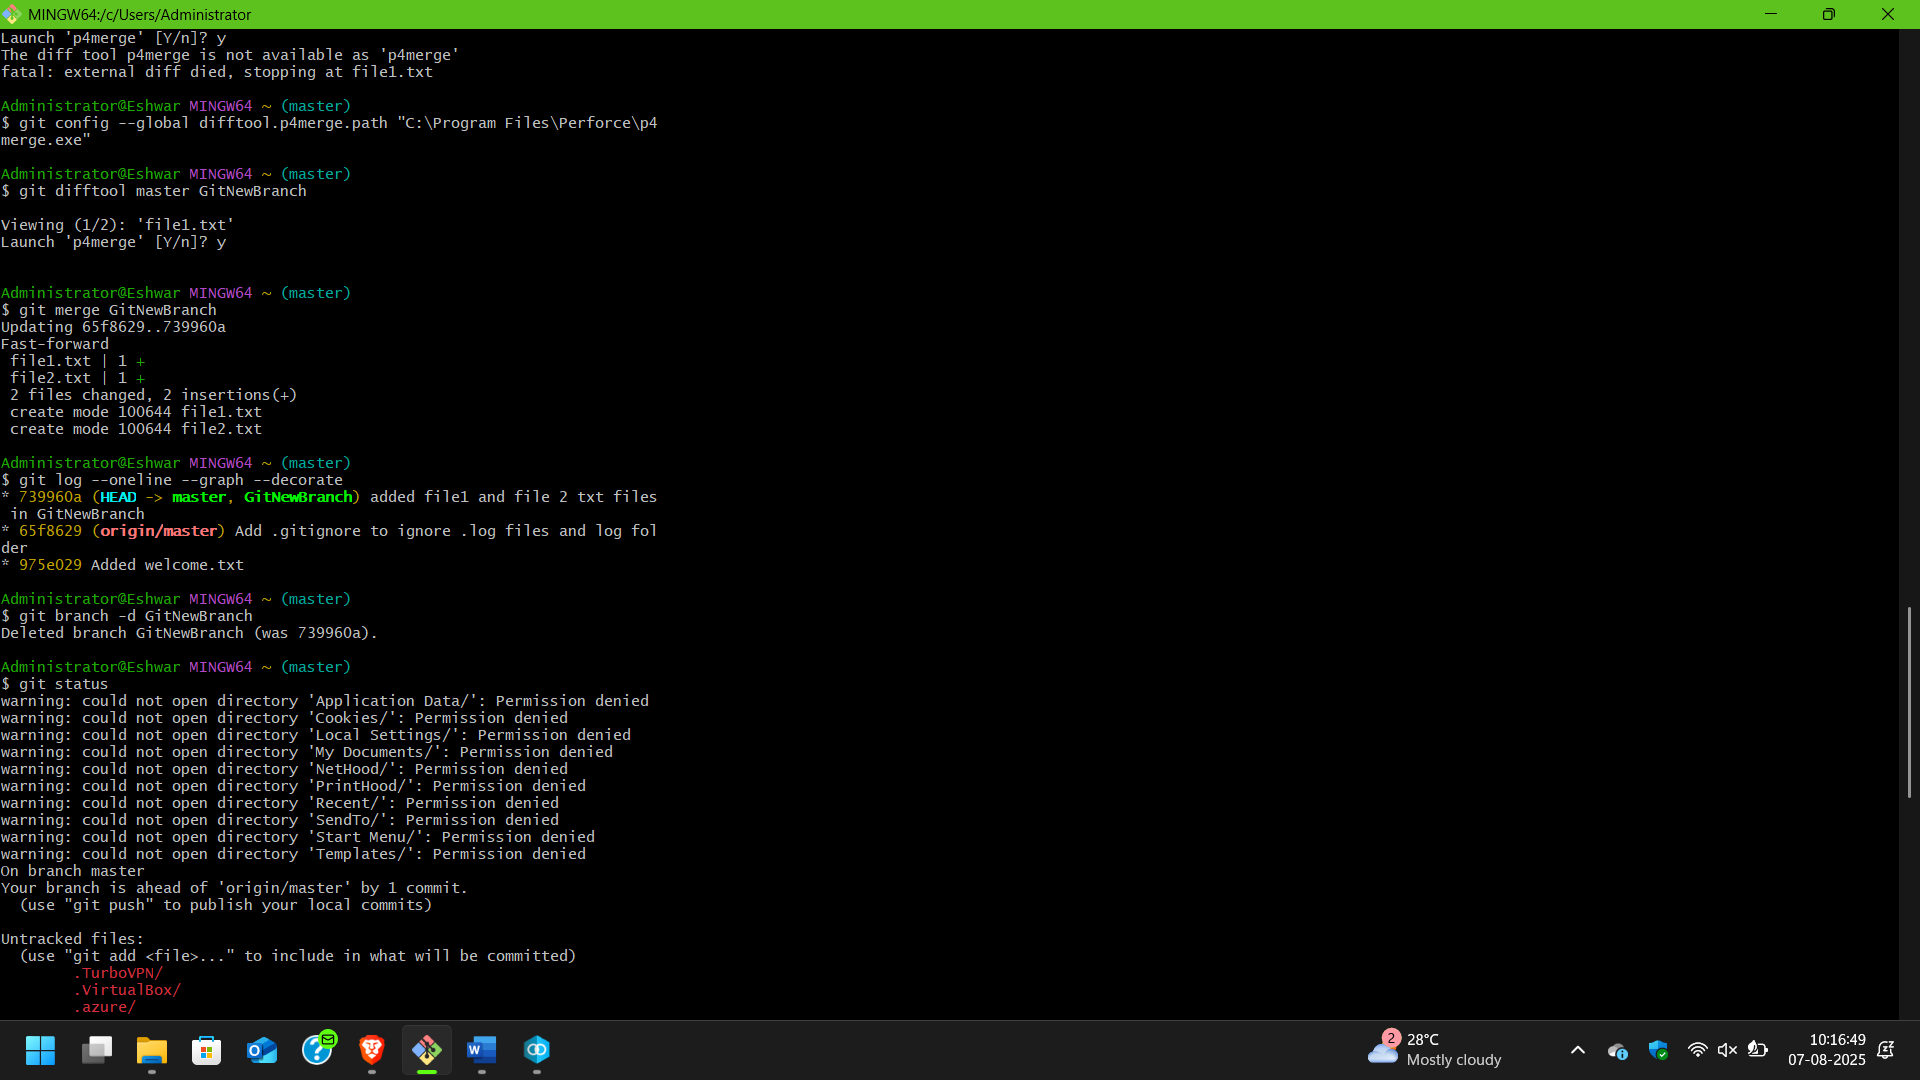 MINGW64:/c/Users/Administrator
Launch 'p4merge' [Y/n]? y
The diff tool p4merge is not available as 'p4merge'
fatal: external diff died, stopping at file1.txt
Administrator@Eshwar MINGW64 ~ (master)
$ git config --global difftool.p4merge.path "C:\Program Files\Perforce\p4
merge.exe"
Administrator@Eshwar MINGW64 ~ (master)
$ git difftool master GitNewBranch
Viewing (1/2): 'file1.txt'
Launch 'p4merge' [Y/n]? y
Administrator@Eshwar MINGW64 ~ (master)
$ git merge GitNewBranch
Updating 65f8629..739960a
Fast-forward
 file1.txt | 1 +
 file2.txt | 1 +
 2 files changed, 2 insertions(+)
 create mode 100644 file1.txt
 create mode 100644 file2.txt
Administrator@Eshwar MINGW64 ~ (master)
$ git log --oneline --graph --decorate
* 739960a (HEAD -> master, GitNewBranch) added file1 and file 2 txt files
 in GitNewBranch
* 65f8629 (origin/master) Add .gitignore to ignore .log files and log fol
der
* 975e029 Added welcome.txt
Administrator@Eshwar MINGW64 ~ (master)
$ git branch -d GitNewBranch
Deleted branch GitNewBranch (was 739960a).
Administrator@Eshwar MINGW64 ~ (master)
$ git status
warning: could not open directory 'Application Data/': Permission denied
warning: could not open directory 'Cookies/': Permission denied
warning: could not open directory 'Local Settings/': Permission denied
warning: could not open directory 'My Documents/': Permission denied
warning: could not open directory 'NetHood/': Permission denied
warning: could not open directory 'PrintHood/': Permission denied
warning: could not open directory 'Recent/': Permission denied
warning: could not open directory 'SendTo/': Permission denied
warning: could not open directory 'Start Menu/': Permission denied
warning: could not open directory 'Templates/': Permission denied
On branch master
Your branch is ahead of 'origin/master' by 1 commit.
  (use "git push" to publish your local commits)
Untracked files:
  (use "git add <file>..." to include in what will be committed)
        .TurboVPN/
        .VirtualBox/
        .azure/
2
28°C
Mostly cloudy
10:16:49
07-08-2025